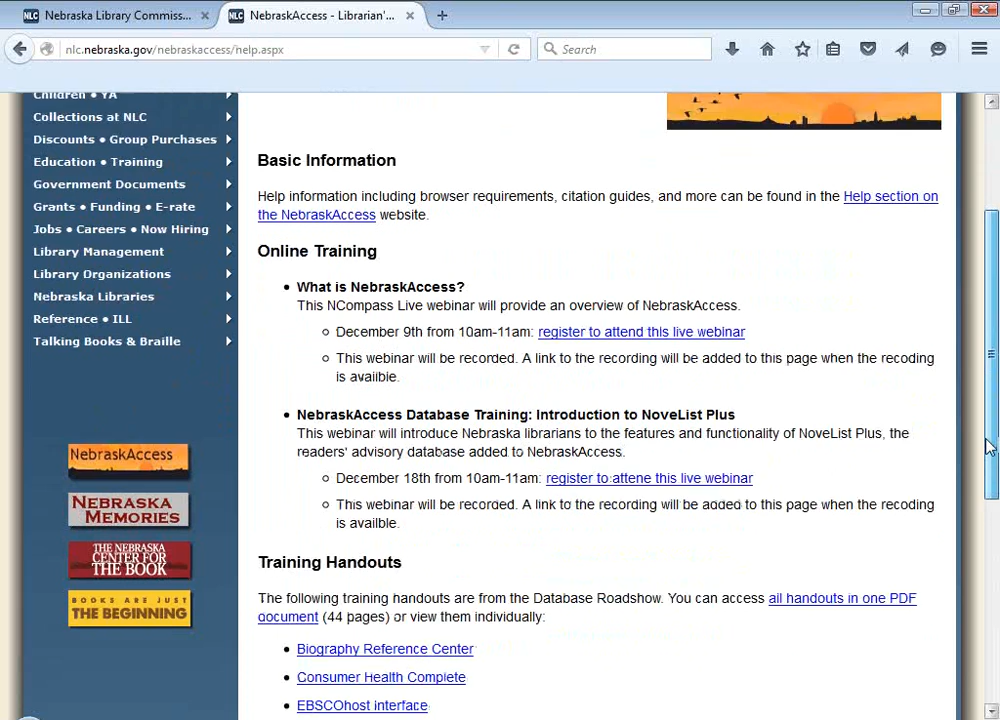 Nebraska Library Commiss...
NebraskAccess - Librarian'...
nlc.nebraska.gov/nebraskaccess/help.aspx
Search
Children • YA
Collections at NLC
Discounts • Group Purchases
Education • Training
Government Documents
Grants • Funding • E-rate
Jobs • Careers • Now Hiring
Library Management
Library Organizations
Nebraska Libraries
Reference • ILL
Talking Books & Braille
NebraskAccess
NEBRASKA
MEMORIES
THE NEBRASKA
CENTER FOR
THE BOOK
BOOKS ARE JUST
THE BEGINNING
Basic Information
Help information including browser requirements, citation guides, and more can be found in the Help section on
the NebraskAccess website.
Online Training
• What is NebraskAccess?
This NCompass Live webinar will provide an overview of NebraskAccess.
December 9th from 10am-11am: register to attend this live webinar
This webinar will be recorded. A link to the recording will be added to this page when the recoding
is availble.
• NebraskAccess Database Training: Introduction to NoveList Plus
This webinar will introduce Nebraska librarians to the features and functionality of NoveList Plus, the
readers' advisory database added to NebraskAccess.
December 18th from 10am-11am: register to attene this live webinar
This webinar will be recorded. A link to the recording will be added to this page when the recoding
is availble.
Training Handouts
The following training handouts are from the Database Roadshow. You can access all handouts in one PDF
document (44 pages) or view them individually:
• Biography Reference Center
• Consumer Health Complete
• EBSCOhost interface